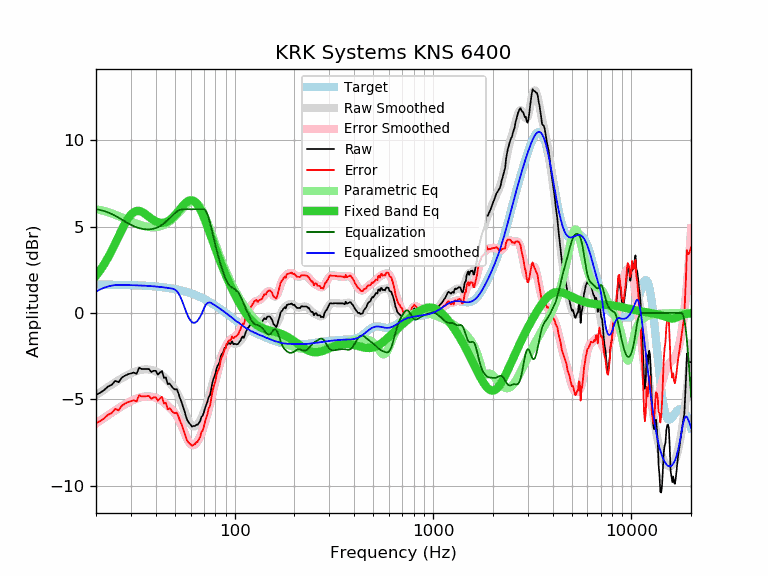 KRK Systems KNS 6400
Target
Raw Smoothed
Error Smoothed
Raw
Error
Parametric Eq
Fixed Band Eq
Equalization
Equalized smoothed
10
5
0
−5
−10
Amplitude (dBr)
100
1000
10000
Frequency (Hz)